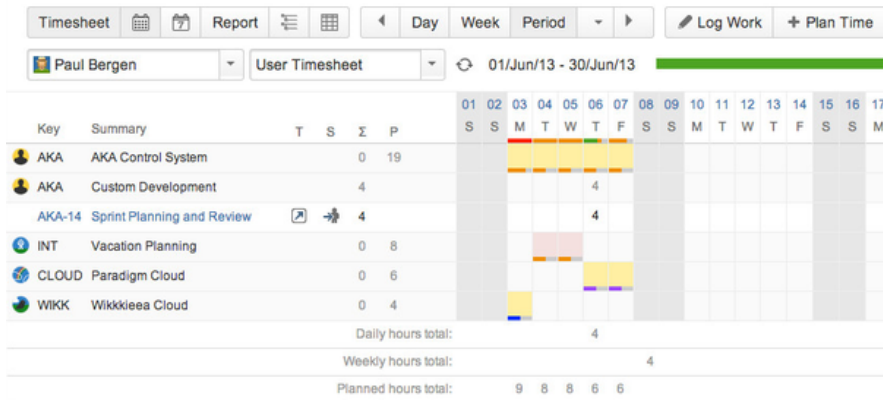 Timesheet 7 Report Day Week Period Log Work + Plan Time
Paul Bergen User Timesheet 01/Jun/13 - 30/Jun/13
01 02 03 04 05 06 07 08 09 10 11 12 13 14 15 16 17
Key Summary T S Σ P S S M T W T F S S M T W T F S S M
AKA AKA Control System 0 19
AKA Custom Development 4 4
AKA-14 Sprint Planning and Review 4 4
INT Vacation Planning 0 8
CLOUD Paradigm Cloud 0 6
WIKK Wikkkieea Cloud 0 4
Daily hours total: 4
Weekly hours total: 4
Planned hours total: 9 8 8 6 6